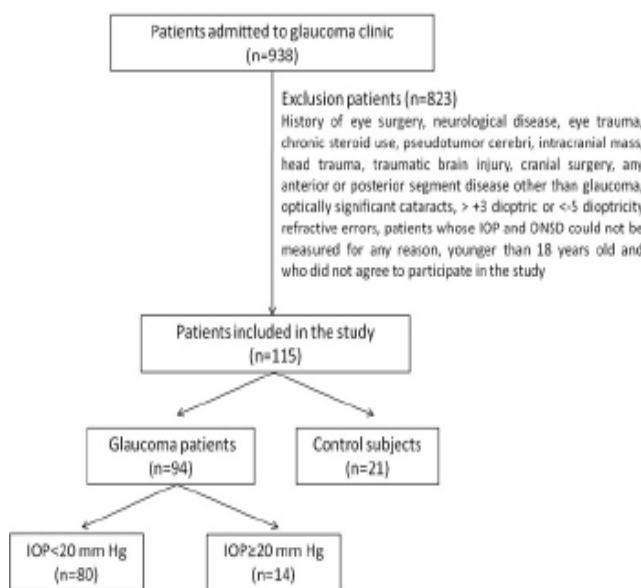 Patients admitted to glaucoma clinic
(n=938)
Exclusion patients (n=823)
History of eye surgery, neurological disease, eye trauma,
chronic steroid use, pseudotumor cerebri, intracranial mass,
head trauma, traumatic brain injury, cranial surgery, any
anterior or posterior segment disease other than glaucoma,
optically significant cataracts, > +3 dioptric or <-5 dioptricity
refractive errors, patients whose IOP and ONSD could not be
measured for any reason, younger than 18 years old and
who did not agree to participate in the study
Patients included in the study
(n=115)
Glaucoma patients
(n=94)
Control subjects
(n=21)
IOP<20 mm Hg
(n=80)
IOP≥20 mm Hg
(n=14)